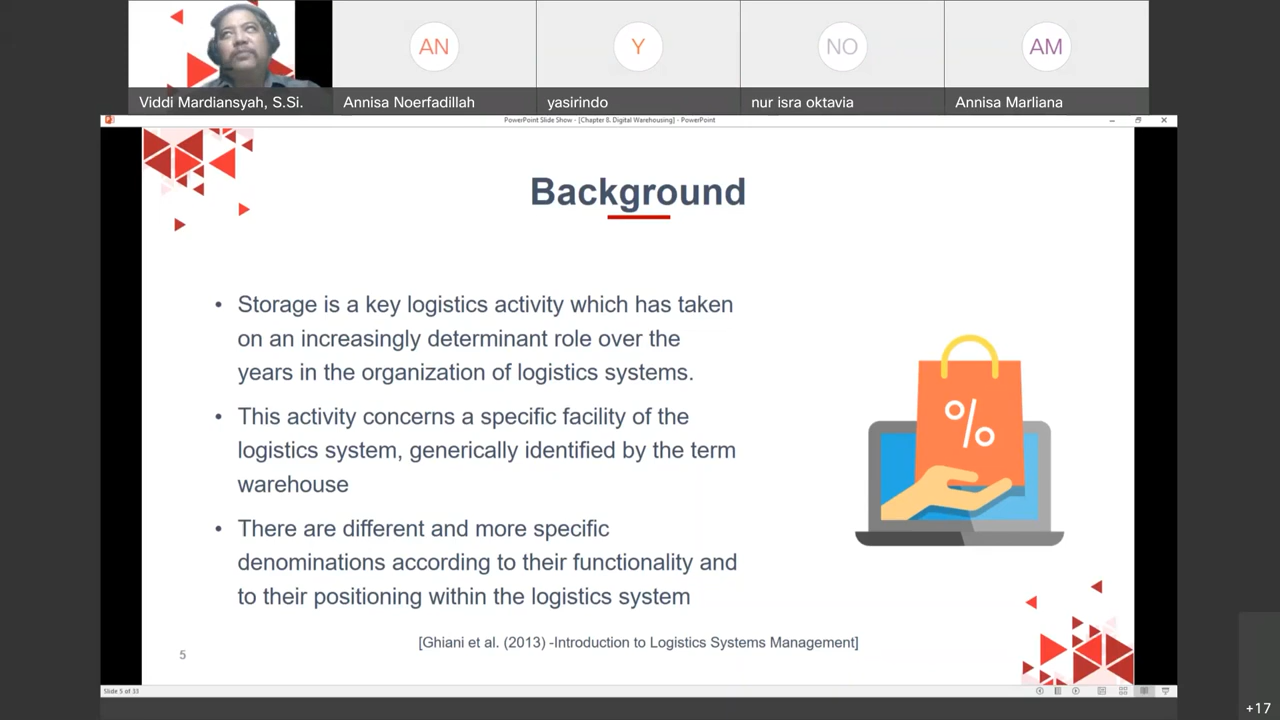 AN
Y
NO
AM
Viddi Mardiansyah, S.Si.
Annisa Noerfadillah
yasirindo
nur isra oktavia
Annisa Marliana
PowerPoint Slide Show - [Chapter 8. Digital Warehousing] - PowerPoint
Background
• Storage is a key logistics activity which has taken
on an increasingly determinant role over the
years in the organization of logistics systems.
• This activity concerns a specific facility of the
logistics system, generically identified by the term
warehouse
• There are different and more specific
denominations according to their functionality and
to their positioning within the logistics system
%
[Ghiani et al. (2013) -Introduction to Logistics Systems Management]
5
Slide 5 of 33
+17